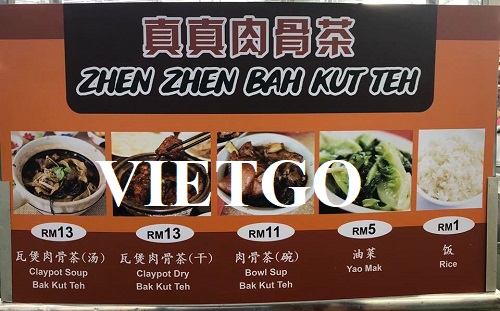 真真肉骨茶
ZHEN ZHEN BAH KUT TEH
VIETGO
RM13
瓦煲肉骨茶(汤)
Claypot Soup
Bak Kut Teh
RM13
瓦煲肉骨茶(干)
Claypot Dry
Bak Kut Teh
RM11
肉骨茶(碗)
Bowl Sup
Bak Kut Teh
RM5
油菜
Yao Mak
RM1
饭
Rice